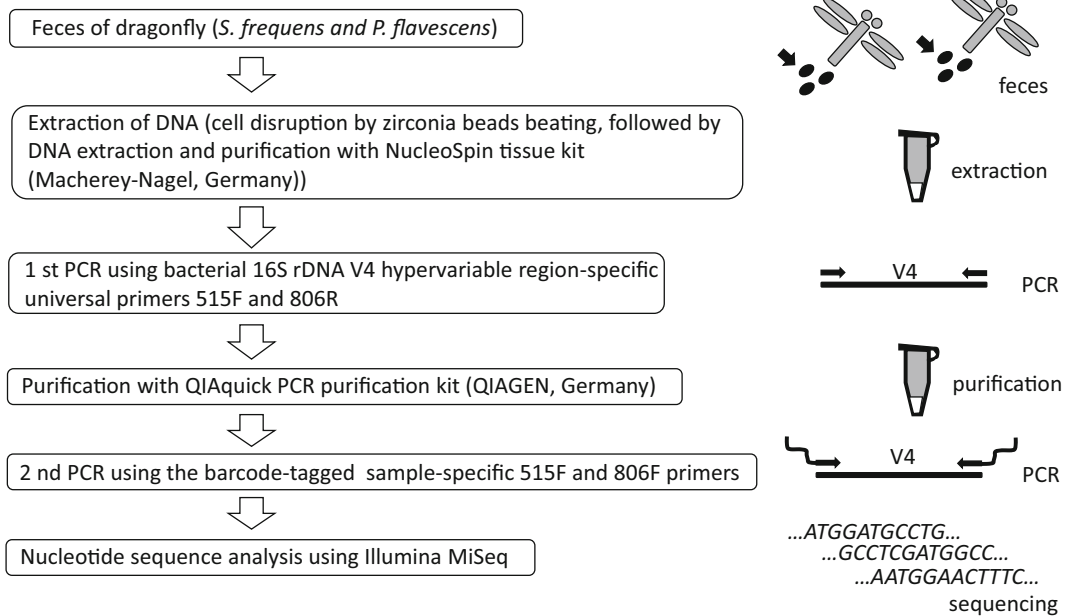 Feces of dragonfly (S. frequens and P. flavescens)
feces
Extraction of DNA (cell disruption by zirconia beads beating, followed by
DNA extraction and purification with NucleoSpin tissue kit
(Macherey-Nagel, Germany))
extraction
1 st PCR using bacterial 16S rDNA V4 hypervariable region-specific
universal primers 515F and 806R
V4
PCR
Purification with QIAquick PCR purification kit (QIAGEN, Germany)
purification
2 nd PCR using the barcode-tagged sample-specific 515F and 806F primers
V4
PCR
Nucleotide sequence analysis using Illumina MiSeq
...ATGGATGCCTG...
...GCCTCGATGGCC...
...AATGGAACTTTC...
sequencing